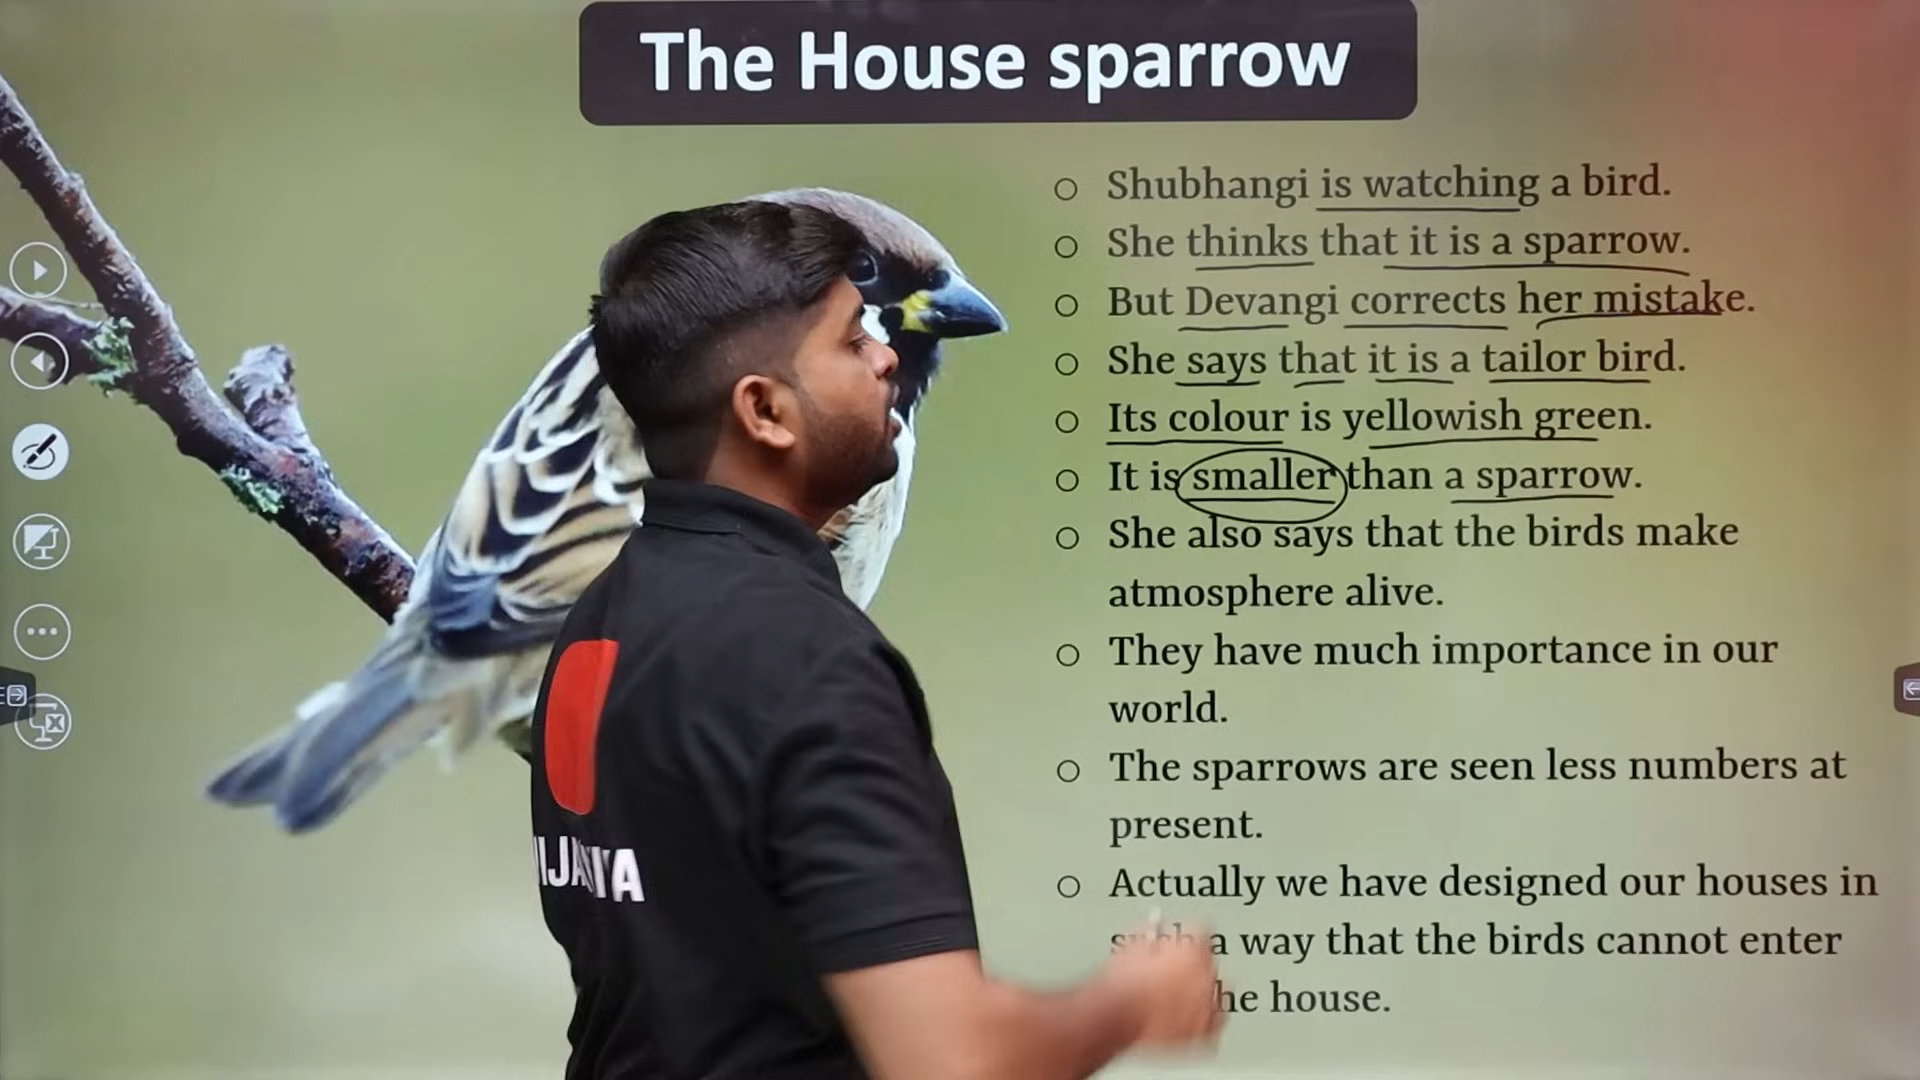 The House sparrow
Shubhangi is watching a bird.
She thinks that it is a sparrow.
But Devangi corrects her mistake.
She says that it is a tailor bird.
Its colour is yellowish green.
It is smaller than a sparrow.
She also says that the birds make
atmosphere alive.
They have much importance in our
world.
The sparrows are seen less numbers at
present.
Actually we have designed our houses in
such a way that the birds cannot enter
the house.